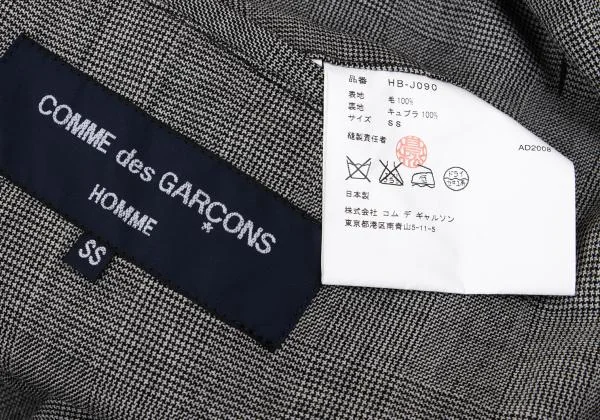 COMME des GARÇONS
HOMME
SS
品番 HB-J090
表地 毛100%
裏地 キュプラ100%
サイズ SS
縫製責任者
AD2008
ドライ
日本製
株式会社 コム デ ギャルソン
東京都港区南青山5-11-5